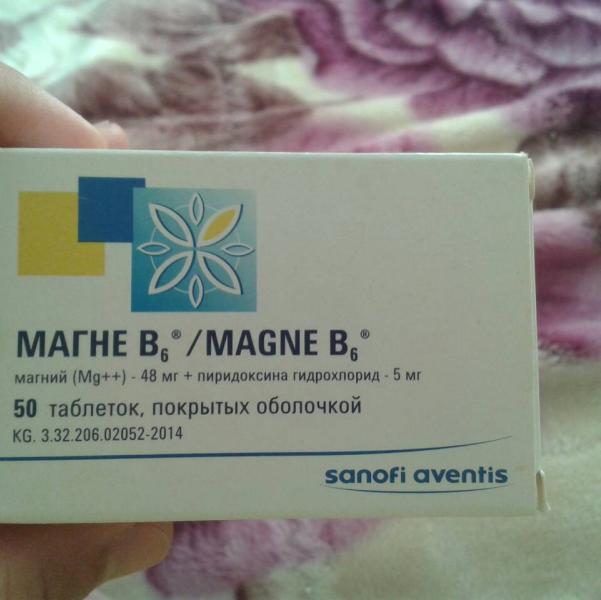 МАГНЕ B₆® / MAGNE B₆®
магний (Mg++) - 48 мг + пиридоксина гидрохлорид - 5 мг
50 таблеток, покрытых оболочкой
KG. 3.32.206.02052-2014
sanofi aventis